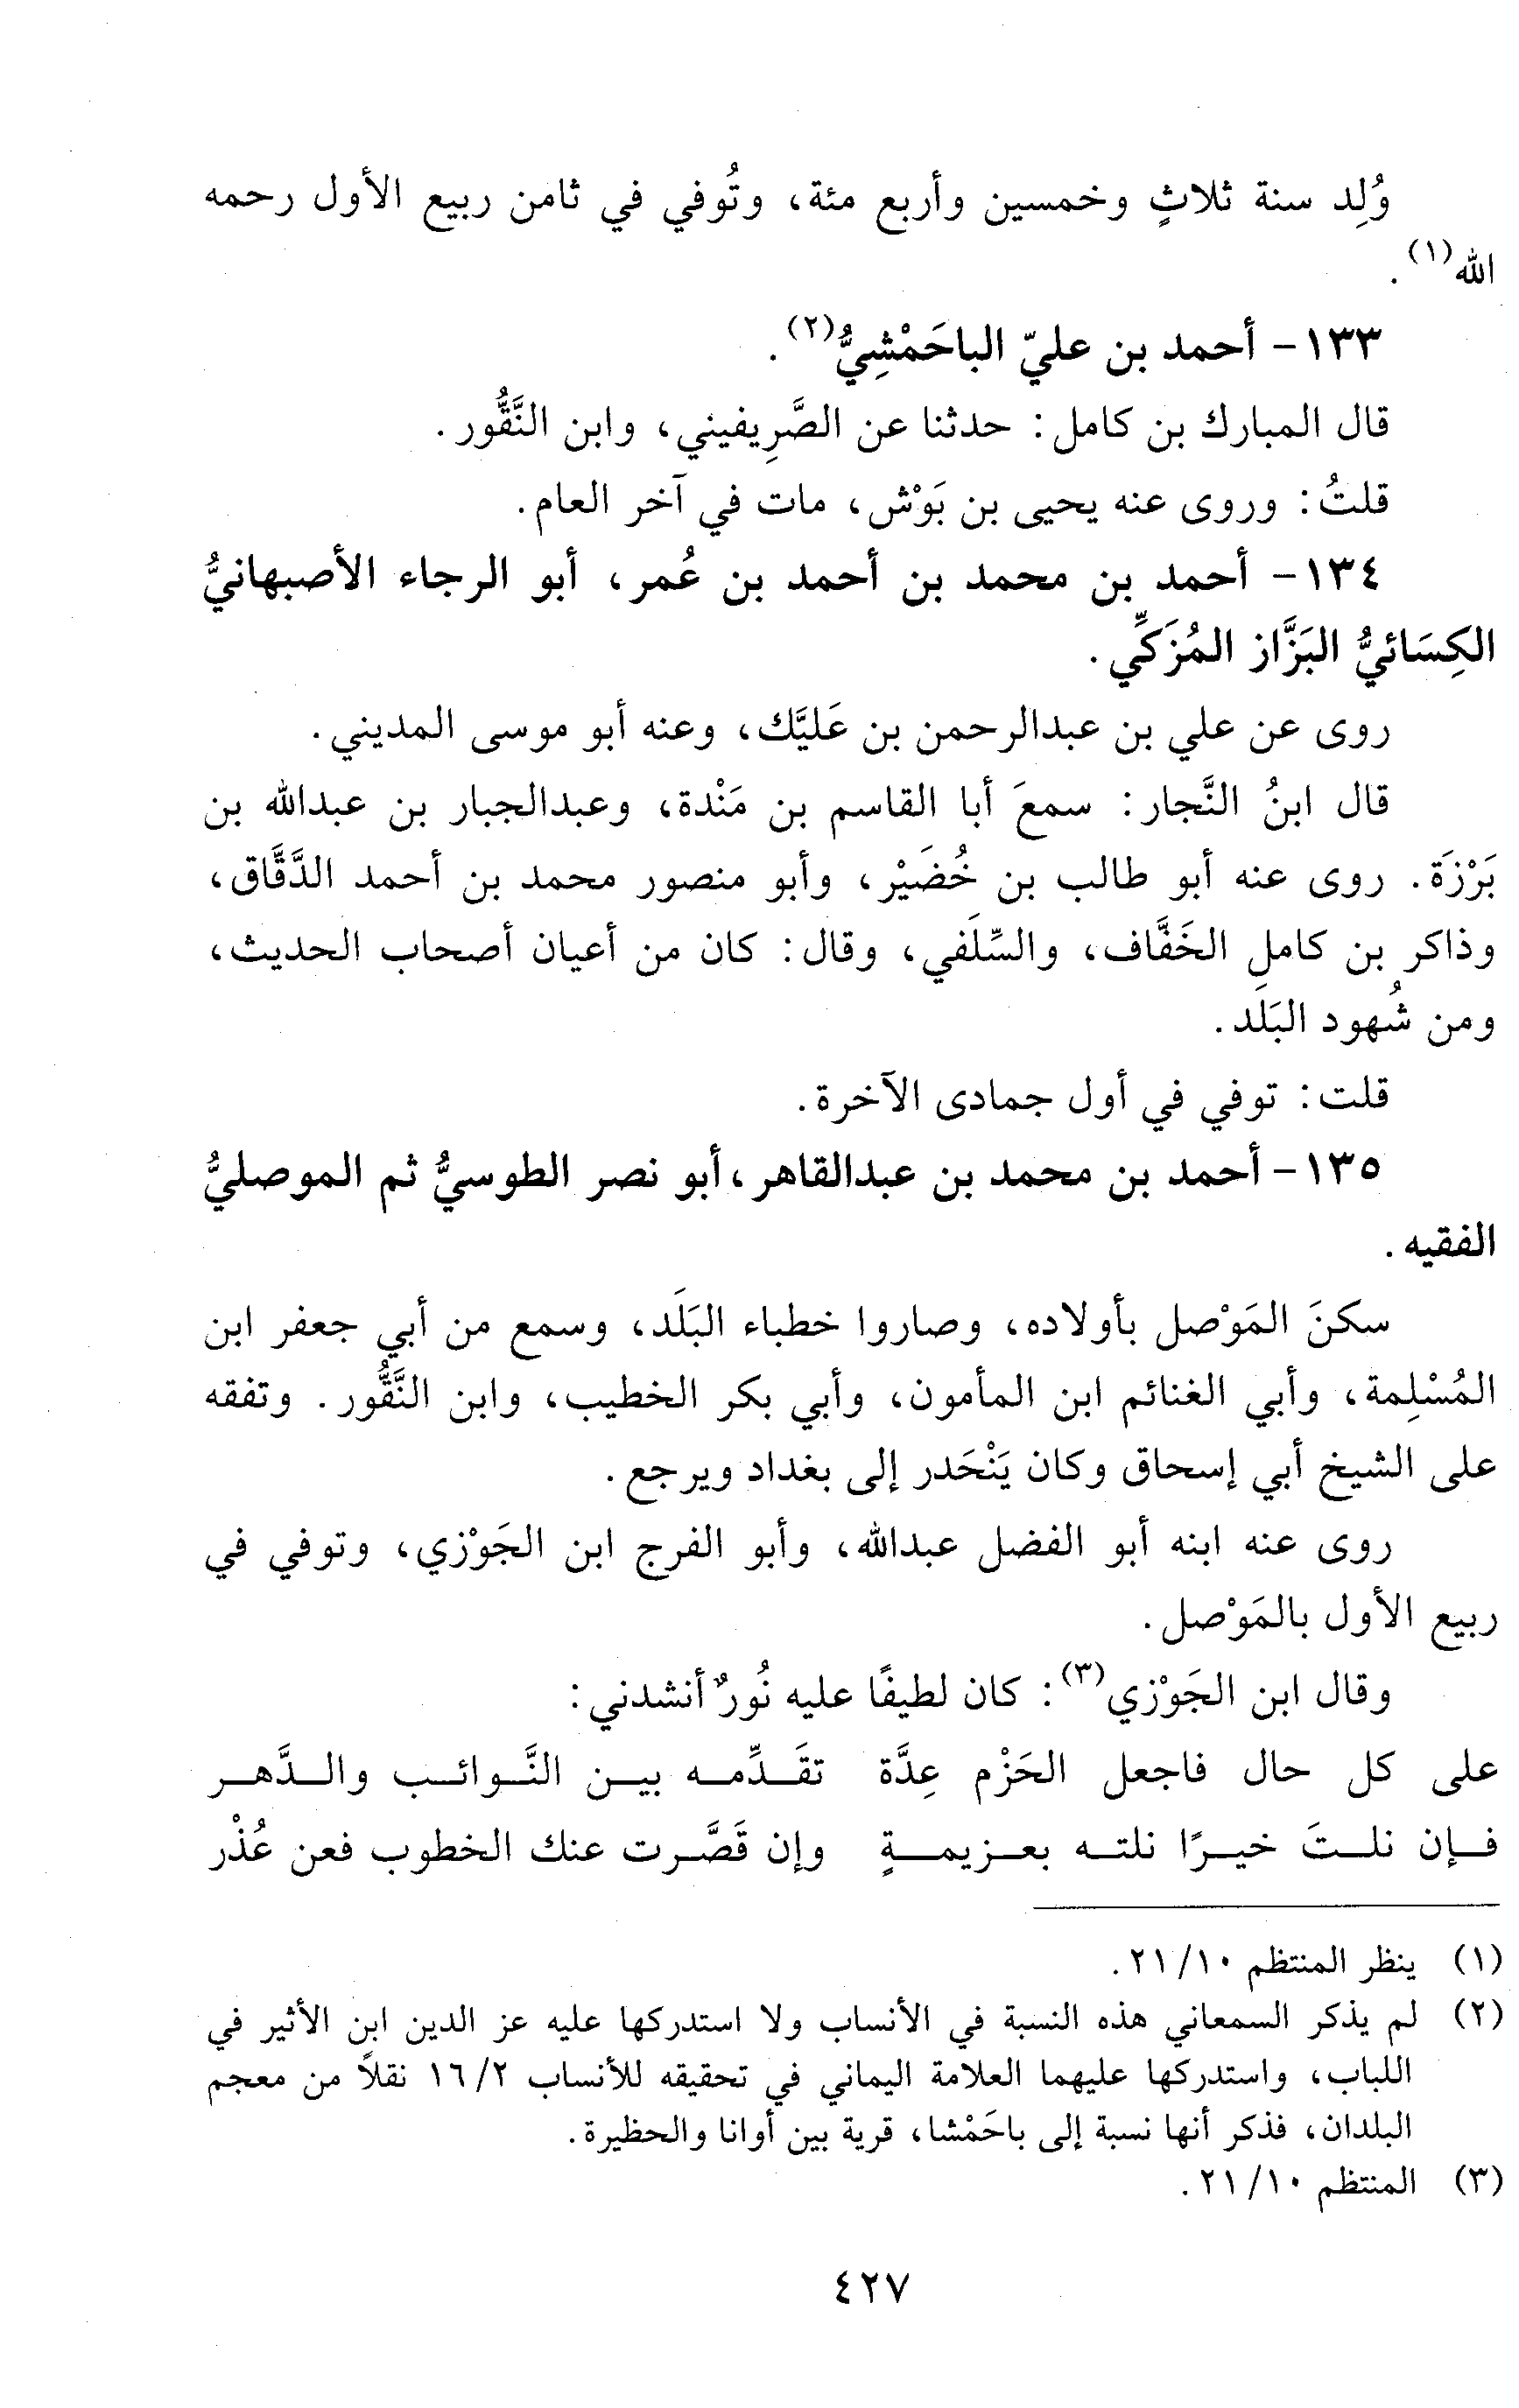 وُلِد سنة ثلاثٍ وخمسين وأربع مئة، وتُوفي في ثامن ربيع الأول رحمه
الله(١).
١٣٣- أحمد بن عليّ الباحَمْشِيُّ(٢).
قال المبارك بن كامل: حدثنا عن الصَّرِيفيني، وابن النَّقُّور.
قلتُ: وروى عنه يحيى بن بَوْش، مات في آخر العام.
١٣٤- أحمد بن محمد بن أحمد بن عُمر، أبو الرجاء الأصبهانيُّ
الكِسَائيُّ البَزَّاز المُزَكِّي.
روى عن علي بن عبدالرحمن بن عَليَّك، وعنه أبو موسى المديني.
قال ابنُ النَّجار: سمعَ أبا القاسم بن مَنْدة، وعبدالجبار بن عبدالله بن
بَرْزَة. روى عنه أبو طالب بن خُضَيْر، وأبو منصور محمد بن أحمد الدَّقَّاق،
وذاكر بن كاملِ الخَفَّاف، والسِّلَفي، وقال: كان من أعيان أصحاب الحديث،
ومن شُهود البَلَد.
قلت: توفي في أول جمادى الآخرة.
١٣٥- أحمد بن محمد بن عبدالقاهر، أبو نصر الطوسيُّ ثم الموصليُّ
الفقيه.
سكنَ المَوْصل بأولاده، وصاروا خطباء البَلَد، وسمع من أبي جعفر ابن
المُسْلِمة، وأبي الغنائم ابن المأمون، وأبي بكر الخطيب، وابن النَّقُّور. وتفقه
على الشيخ أبي إسحاق وكان يَنْحَدر إلى بغداد ويرجع.
روى عنه ابنه أبو الفضل عبدالله، وأبو الفرج ابن الجَوْزي، وتوفي في
ربيع الأول بالمَوْصل.
وقال ابن الجَوْزي(٣): كان لطيفًا عليه نُورٌ أنشدني:
على كل حال فاجعل الحَزْم عِدَّة تقَدِّمه بين النَّوائب والدَّهر
فإن نلتَ خيرًا نلته بعزيمةٍ وإن قَصَّرت عنك الخطوب فعن عُذْر
(١) ينظر المنتظم ١٠/ ٢١.
(٢) لم يذكر السمعاني هذه النسبة في الأنساب ولا استدركها عليه عز الدين ابن الأثير في
اللباب، واستدركها عليهما العلامة اليماني في تحقيقه للأنساب ٢/ ١٦ نقلاً من معجم
البلدان، فذكر أنها نسبة إلى باحَمْشا، قرية بين أوانا والحظيرة.
(٣) المنتظم ١٠/ ٢١.
٤٢٧